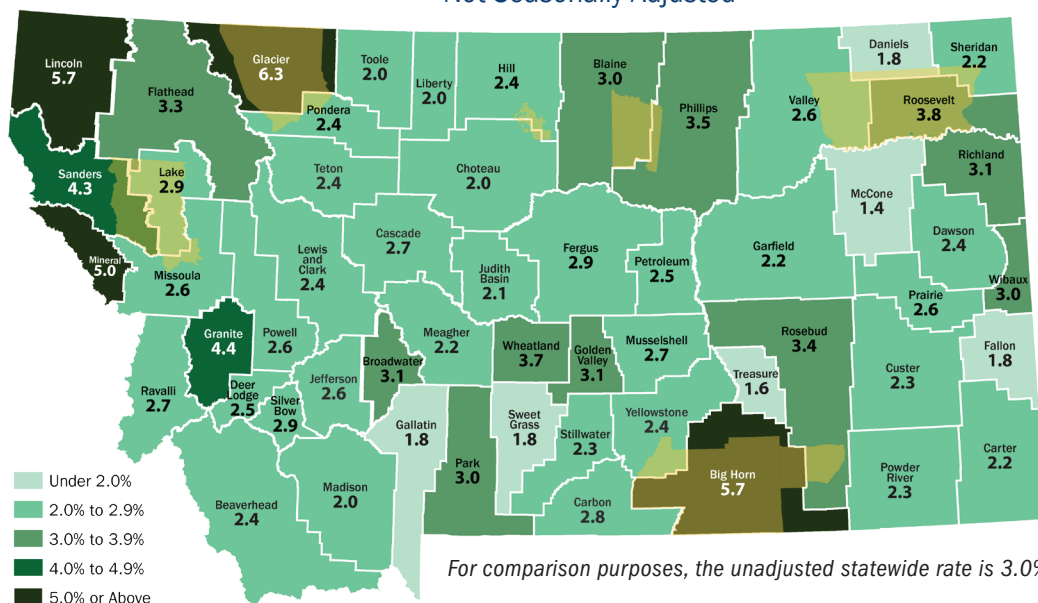 Not Seasonally Adjusted
Lincoln
5.7
Flathead
3.3
Glacier
6.3
Toole
2.0
Liberty
2.0
Hill
2.4
Blaine
3.0
Phillips
3.5
Daniels
1.8
Sheridan
2.2
Valley
2.6
Roosevelt
3.8
Pondera
2.4
Richland
3.1
Sanders
4.3
Lake
2.9
Teton
2.4
Choteau
2.0
McCone
1.4
Mineral
5.0
Missoula
2.6
Lewis
and
Clark
2.4
Cascade
2.7
Judith
Basin
2.1
Fergus
2.9
Petroleum
2.5
Garfield
2.2
Dawson
2.4
Prairie
2.6
Wibaux
3.0
Granite
4.4
Powell
2.6
Meagher
2.2
Broadwater
3.1
Wheatland
3.7
Golden
Valley
3.1
Musselshell
2.7
Rosebud
3.4
Treasure
1.6
Custer
2.3
Fallon
1.8
Ravalli
2.7
Deer
Lodge
2.5
Silver
Bow
2.9
Jefferson
2.6
Gallatin
1.8
Park
3.0
Sweet
Grass
1.8
Stillwater
2.3
Yellowstone
2.4
Big Horn
5.7
Powder
River
2.3
Carter
2.2
Beaverhead
2.4
Madison
2.0
Carbon
2.8
Under 2.0%
2.0% to 2.9%
3.0% to 3.9%
4.0% to 4.9%
5.0% or Above
For comparison purposes, the unadjusted statewide rate is 3.0%